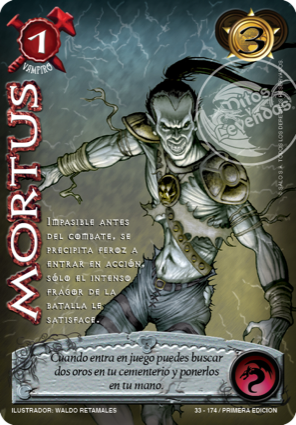 1
VAMPIRO
3
MORTUS
Mitos y
Leyendas
IMPASIBLE ANTES
DEL COMBATE, SE
PRECIPITA FEROZ A
ENTRAR EN ACCIÓN.
SÓLO EL INTENSO
FRAGOR DE LA
BATALLA LE
SATISFACE.
Cuando entra en juego puedes buscar
dos oros en tu cementerio y ponerlos
en tu mano.
ILUSTRADOR: WALDO RETAMALES
33 - 174 / PRIMERA EDICION